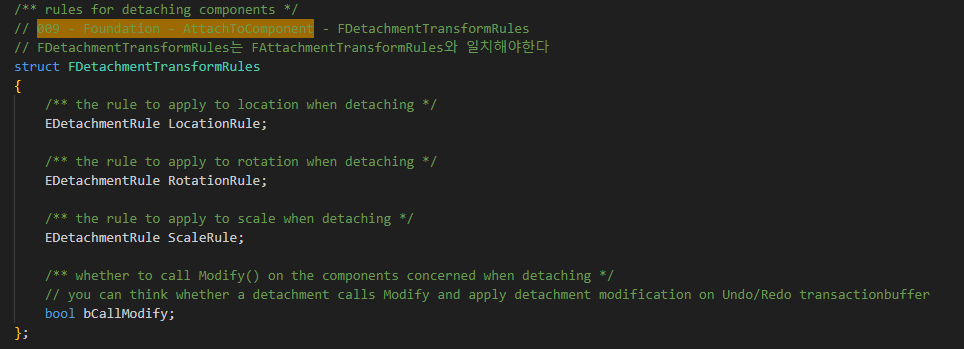 /** rules for detaching components */
// 009 - Foundation - AttachToComponent - FDetachmentTransformRules
// FDetachmentTransformRules는 FAttachmentTransformRules와 일치해야한다
struct FDetachmentTransformRules
{
/** the rule to apply to location when detaching */
EDetachmentRule LocationRule;
/** the rule to apply to rotation when detaching */
EDetachmentRule RotationRule;
/** the rule to apply to scale when detaching */
EDetachmentRule ScaleRule;
/** whether to call Modify() on the components concerned when detaching */
// you can think whether a detachment calls Modify and apply detachment modification on Undo/Redo transactionbuffer
bool bCallModify;
};